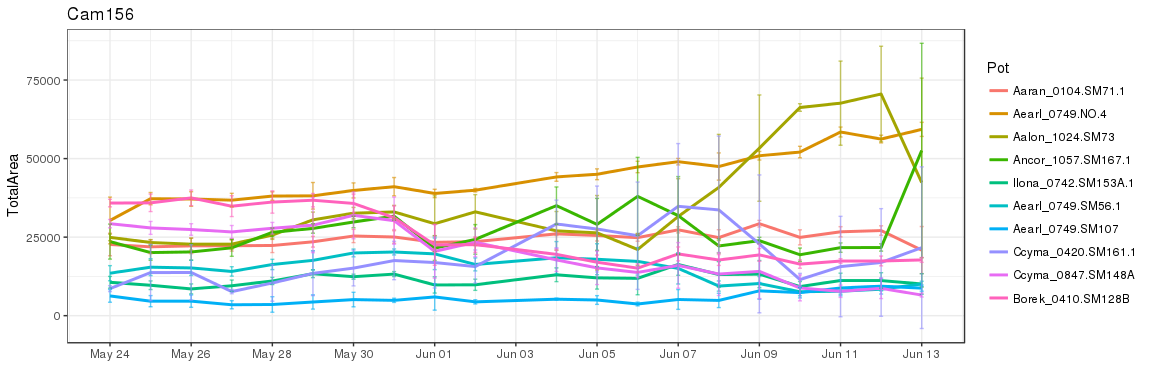 Cam156
TotalArea
75000
50000
25000
0
May 24 May 26 May 28 May 30 Jun 01 Jun 03 Jun 05 Jun 07 Jun 09 Jun 11 Jun 13
Pot
Aaran_0104.SM71.1
Aearl_0749.NO.4
Aalon_1024.SM73
Ancor_1057.SM167.1
Ilona_0742.SM153A.1
Aearl_0749.SM56.1
Aearl_0749.SM107
Ccyma_0420.SM161.1
Ccyma_0847.SM148A
Borek_0410.SM128B